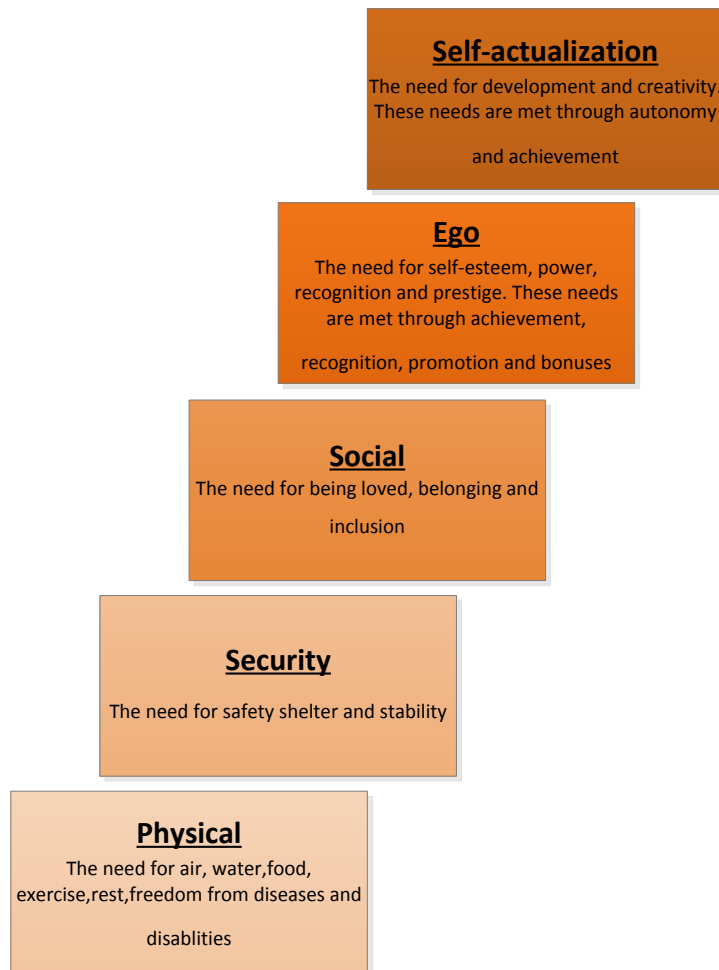 Self-actualization
The need for development and creativity.
These needs are met through autonomy
and achievement
Ego
The need for self-esteem, power,
recognition and prestige. These needs
are met through achievement,
recognition, promotion and bonuses
Social
The need for being loved, belonging and
inclusion
Security
The need for safety shelter and stability
Physical
The need for air, water,food,
exercise,rest,freedom from diseases and
disablities